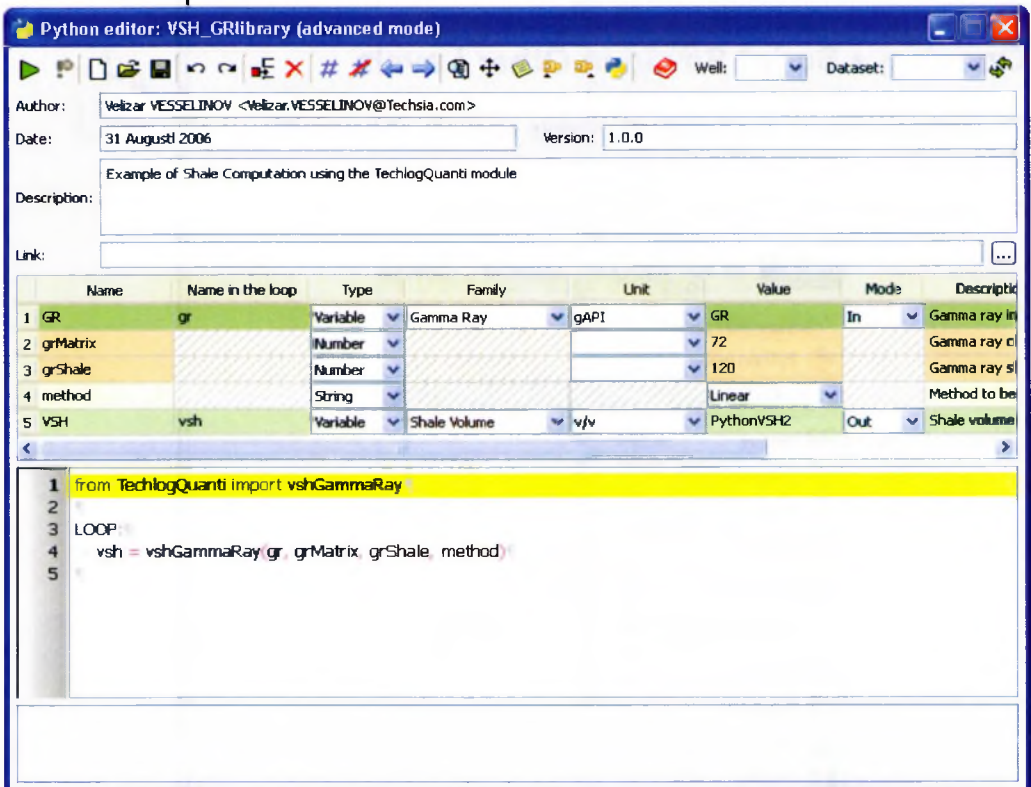 Python editor: VSH_GRlibrary (advanced mode)
Well: Dataset:
Author: Velizar VESSELINOV <Velizar.VESSELINOV@Techsia.com>
Date: 31 Augustl 2006 Version: 1.0.0
Description: Example of Shale Computation using the TechlogQuanti module
Link: ...
Name Name in the loop Type Family Unit Value Mode Descriptic
1 GR gr Variable Gamma Ray gAPI GR In Gamma ray in
2 grMatrix Number 72 Gamma ray cl
3 grShale Number 120 Gamma ray sl
4 method String Linear Method to be
5 VSH vsh Variable Shale Volume v/v PythonVSH2 Out Shale volume
1 from TechlogQuanti import vshGammaRay
2
3 LOOP:
4 vsh = vshGammaRay(gr, grMatrix, grShale, method)
5